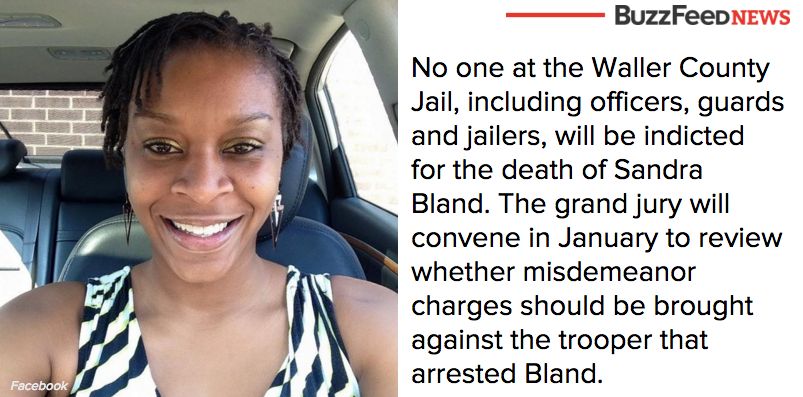 BuzzFeedNEWS
No one at the Waller County
Jail, including officers, guards
and jailers, will be indicted
for the death of Sandra
Bland. The grand jury will
convene in January to review
whether misdemeanor
charges should be brought
against the trooper that
arrested Bland.
Facebook